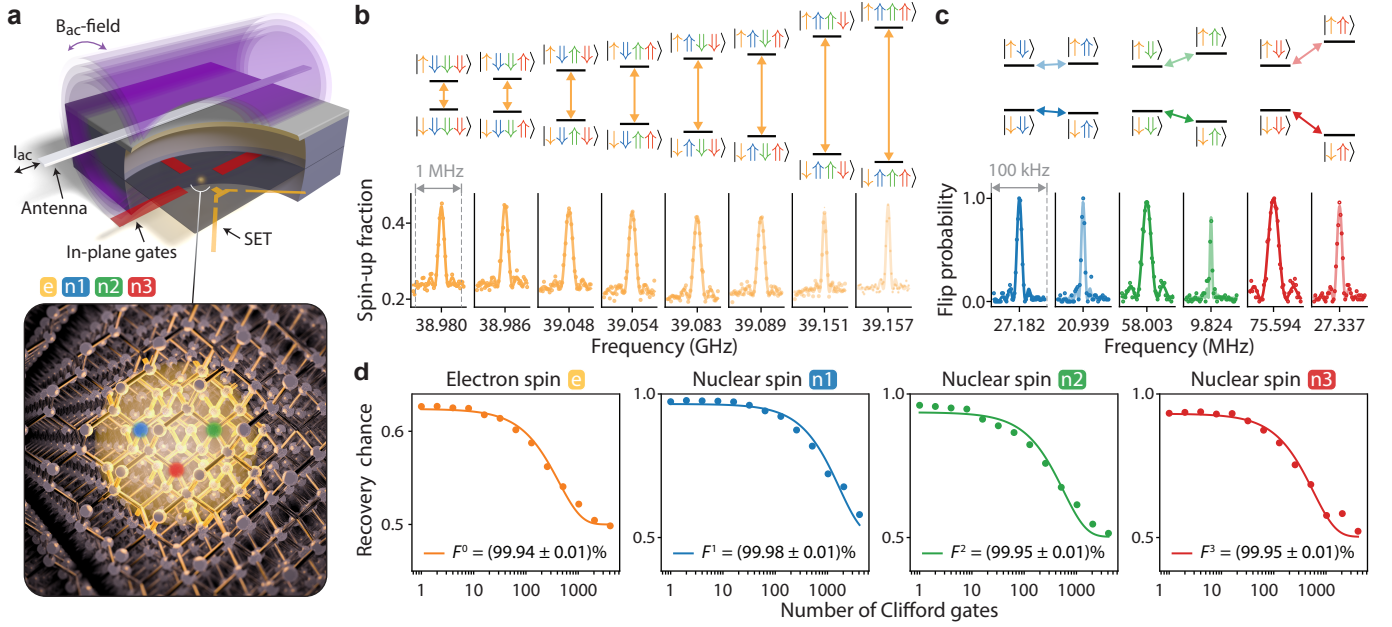 a
B_ac-field
I_ac
Antenna
In-plane gates
SET
e n1 n2 n3
b
|↑⇓⇓⇓⟩ |↑⇓⇓⇑⟩ |↑⇓⇑⇓⟩ |↑⇓⇑⇑⟩ |↑⇑⇓⇓⟩ |↑⇑⇓⇑⟩ |↑⇑⇑⇓⟩ |↑⇑⇑⇑⟩
|↓⇓⇓⇓⟩ |↓⇓⇓⇑⟩ |↓⇓⇑⇓⟩ |↓⇓⇑⇑⟩ |↓⇑⇓⇓⟩ |↓⇑⇓⇑⟩ |↓⇑⇑⇓⟩ |↓⇑⇑⇑⟩
1 MHz
Spin-up fraction
0.4
0.2
38.980 38.986 39.048 39.054 39.083 39.089 39.151 39.157
Frequency (GHz)
c
|↑⇓⟩ |↑⇑⟩ |↑⇓⟩ |↑⇑⟩ |↑⇓⟩ |↑⇑⟩
|↓⇓⟩ |↓⇑⟩ |↓⇓⟩ |↓⇑⟩ |↓⇓⟩ |↓⇑⟩
100 kHz
Flip probability
1.0
0.0
27.182 20.939 58.003 9.824 75.594 27.337
Frequency (MHz)
d
Recovery chance
Electron spin e
0.6
0.5
F⁰ = (99.94 ± 0.01)%
1 10 100 1000
Nuclear spin n1
1.0
0.5
F¹ = (99.98 ± 0.01)%
1 10 100 1000
Nuclear spin n2
1.0
0.5
F² = (99.95 ± 0.01)%
1 10 100 1000
Nuclear spin n3
1.0
0.5
F³ = (99.95 ± 0.01)%
1 10 100 1000
Number of Clifford gates